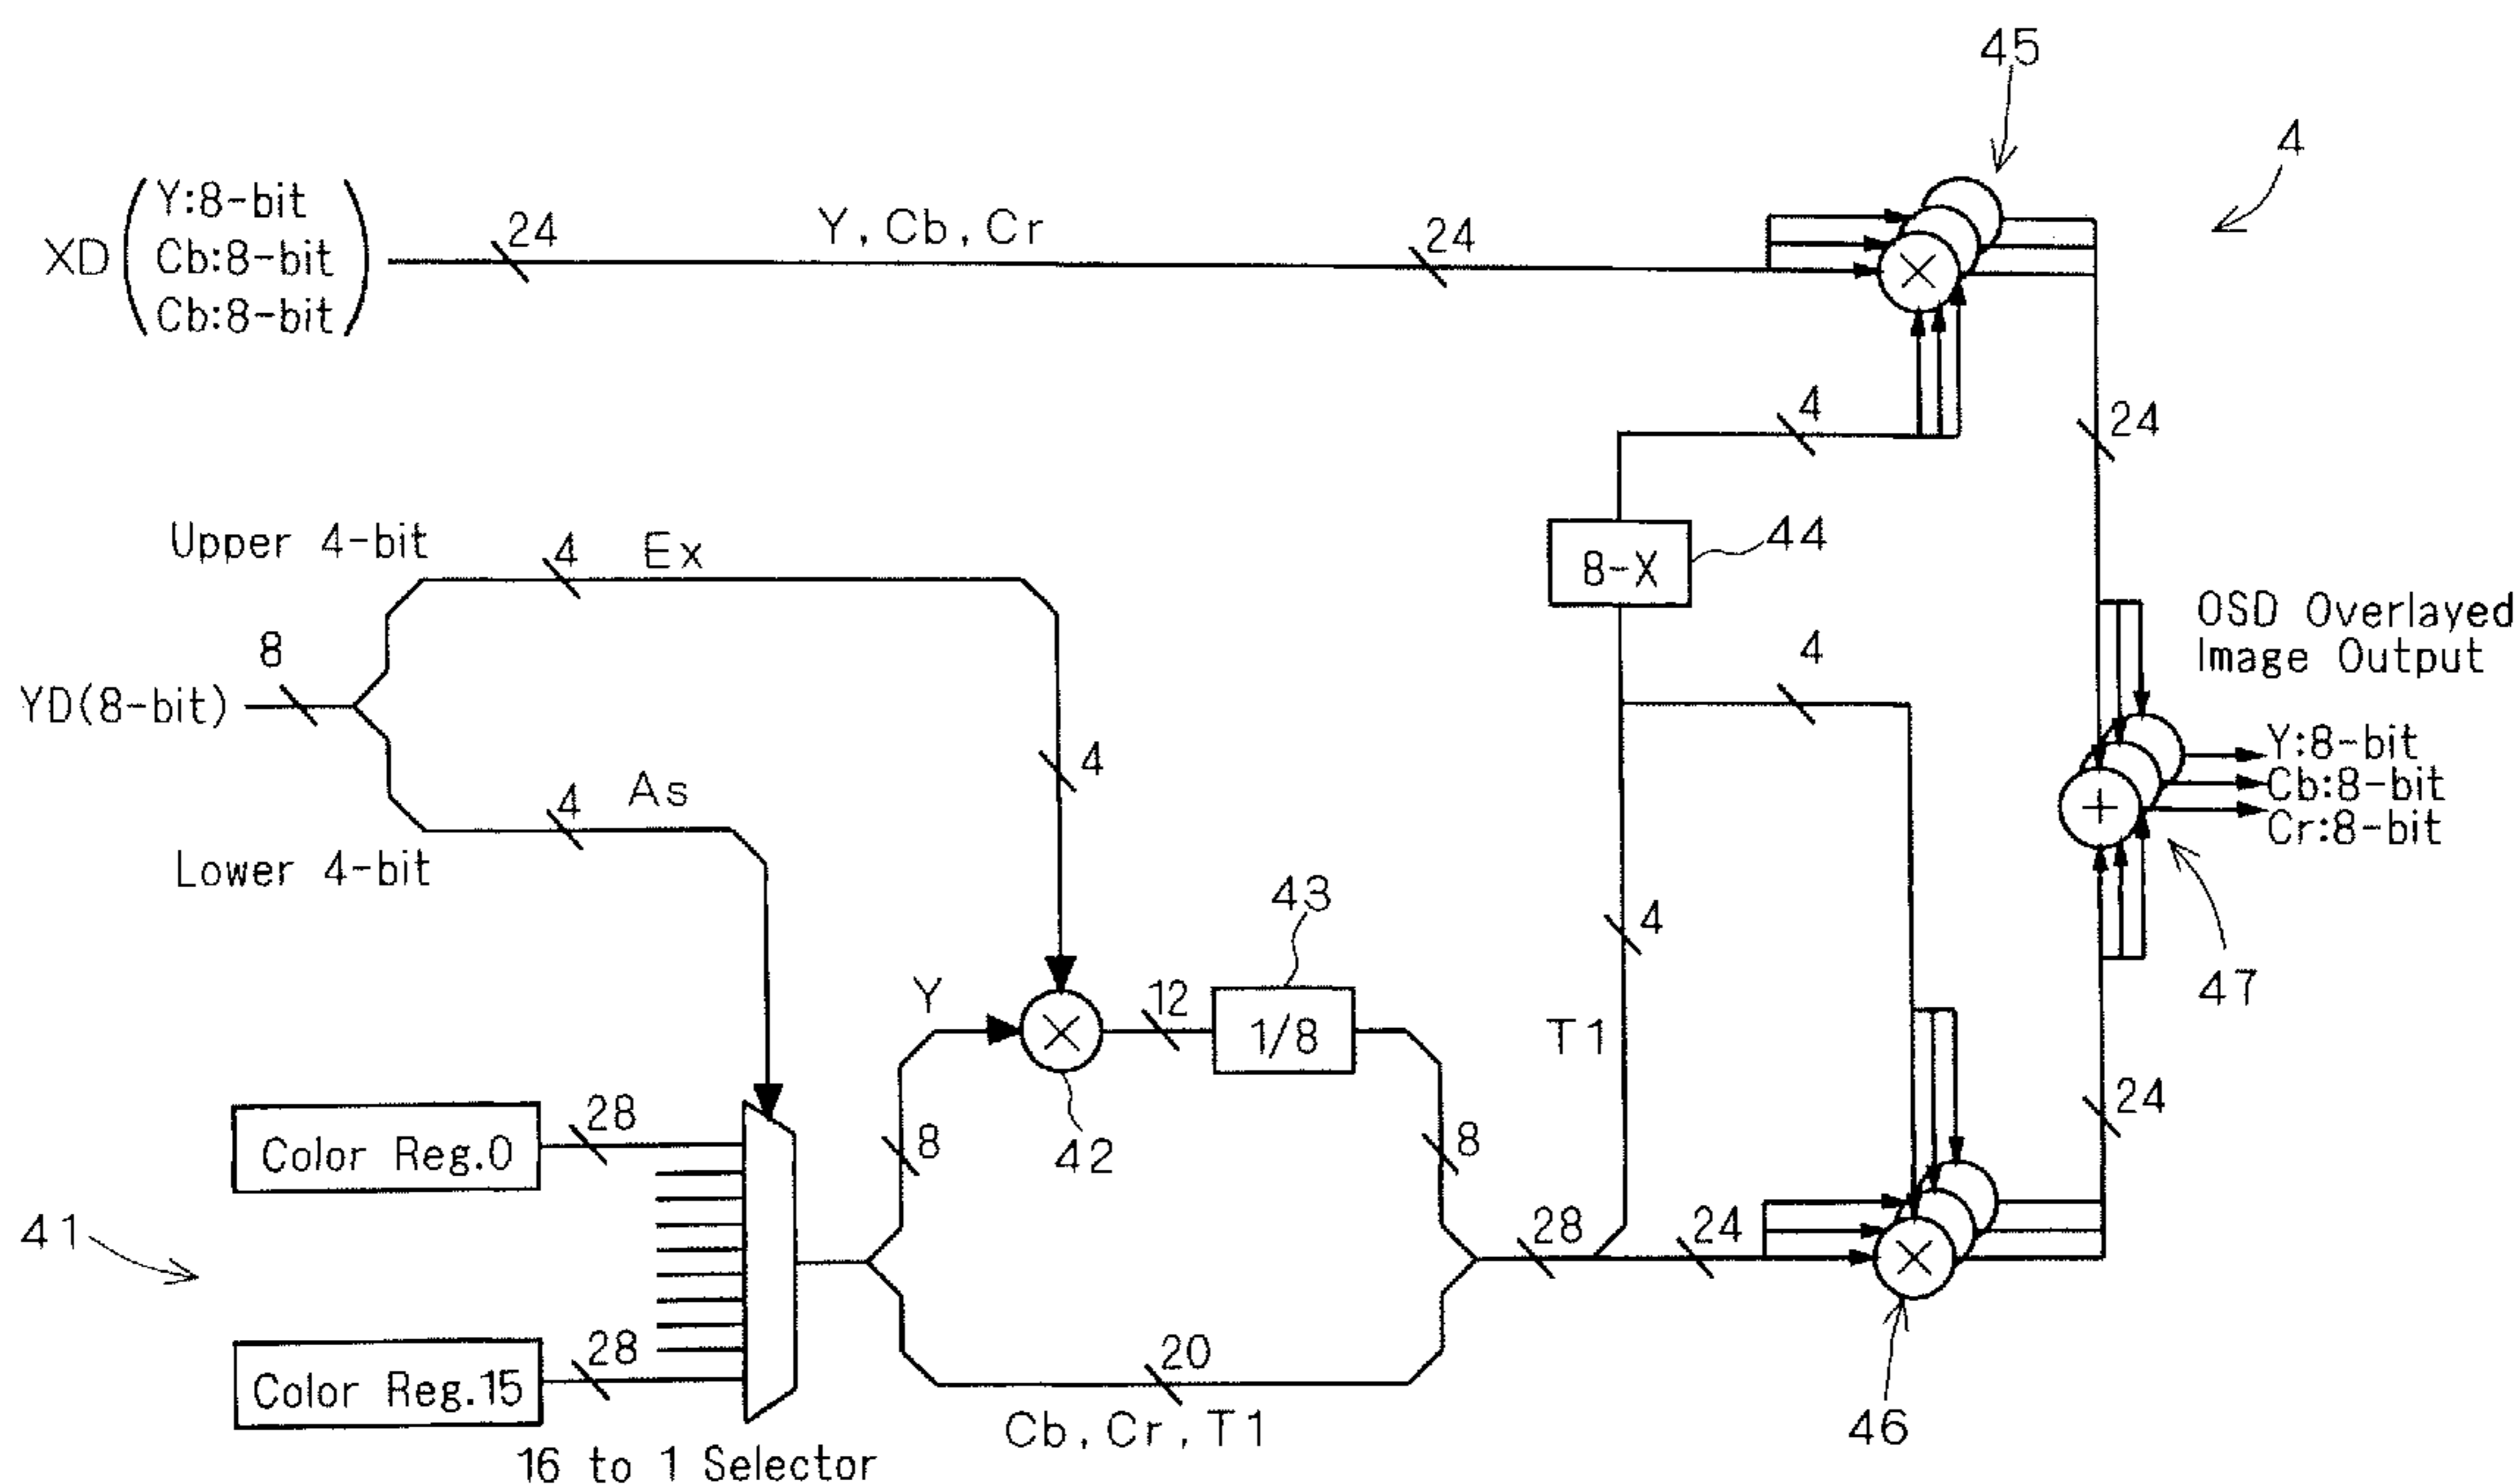 45
4
XD
Y:8-bit
Cb:8-bit
Cb:8-bit
24
Y, Cb, Cr
24
4
24
Upper 4-bit
4
Ex
8-X
44
8
YD(8-bit)
4
4
OSD Overlayed
Image Output
Y:8-bit
Cb:8-bit
Cr:8-bit
4
As
Lower 4-bit
43
4
47
Y
12
1/8
T1
42
8
8
Color Reg.0
28
24
41
28
24
Color Reg.15
28
20
Cb, Cr, T1
46
16 to 1 Selector